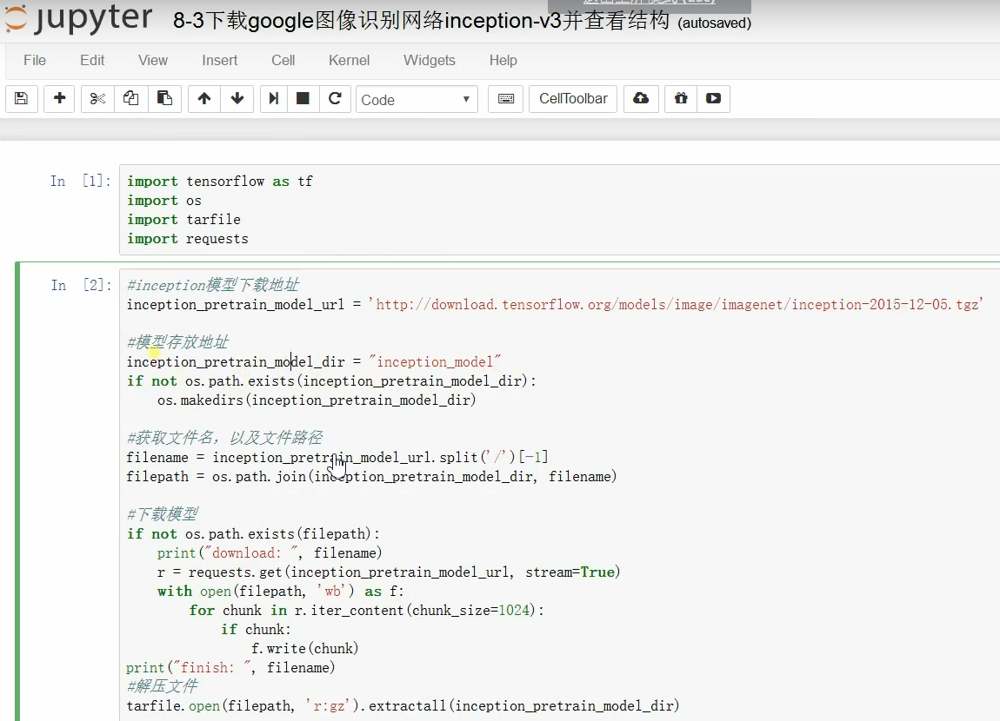 jupyter 8-3下载google图像识别网络inception-v3并查看结构 (autosaved)
File Edit View Insert Cell Kernel Widgets Help
Code CellToolbar
In [1]: import tensorflow as tf
import os
import tarfile
import requests
In [2]: #inception模型下载地址
inception_pretrain_model_url = 'http://download.tensorflow.org/models/image/imagenet/inception-2015-12-05.tgz'
#模型存放地址
inception_pretrain_model_dir = "inception_model"
if not os.path.exists(inception_pretrain_model_dir):
os.makedirs(inception_pretrain_model_dir)
#获取文件名，以及文件路径
filename = inception_pretrain_model_url.split('/')[-1]
filepath = os.path.join(inception_pretrain_model_dir, filename)
#下载模型
if not os.path.exists(filepath):
print("download: ", filename)
r = requests.get(inception_pretrain_model_url, stream=True)
with open(filepath, 'wb') as f:
for chunk in r.iter_content(chunk_size=1024):
if chunk:
f.write(chunk)
print("finish: ", filename)
#解压文件
tarfile.open(filepath, 'r:gz').extractall(inception_pretrain_model_dir)